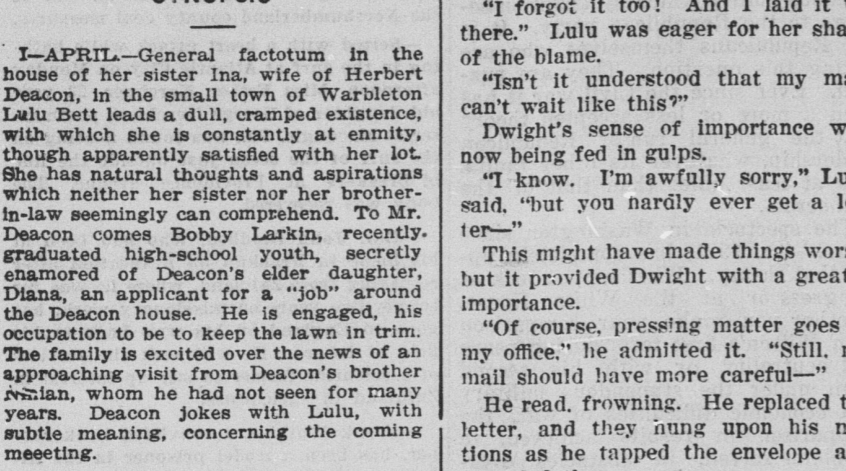 I—APRIL—General factotum in the
house of her sister Ina, wife of Herbert
Deacon, in the small town of Warbleton
Lulu Bett leads a dull, cramped existence,
with which she is constantly at enmity,
though apparently satisfied with her lot.
She has natural thoughts and aspirations
which neither her sister nor her brother-
in-law seemingly can comprehend. To Mr.
Deacon comes Bobby Larkin, recently-
graduated high-school youth, secretly
enamored of Deacon's elder daughter,
Diana, an applicant for a "job" around
the Deacon house. He is engaged, his
occupation to be to keep the lawn in trim.
The family is excited over the news of an
approaching visit from Deacon's brother
whom he had not seen for many
years. Deacon jokes with Lulu, with
subtle meaning, concerning the coming
meeeting.
"I forgot it too! And I laid it
there." Lulu was eager for her
of the blame.
"Isn't it understood that my
can't wait like this?"
Dwight's sense of importance
now being fed in gulps.
"I know. I'm awfully sorry,"
said, "but you hardly ever get a
ter—"
This might have made things
but it provided Dwight with a
importance.
"Of course, pressing matter goes
my office," he admitted it. "Still,
mail should have more careful—"
He read, frowning. He replaced
letter, and they hung upon his
tions as he tapped the envelope